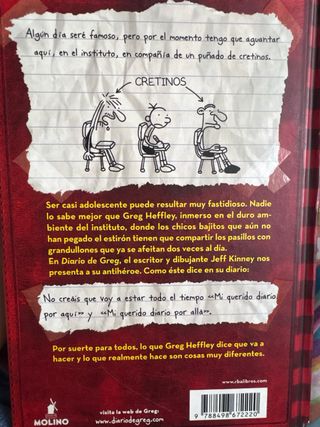 Algún día seré famoso, pero por el momento tengo que aguantar
aquí, en el instituto, en compañía de un puñado de cretinos.
CRETINOS
Ser casi adolescente puede resultar muy fastidioso. Nadie
lo sabe mejor que Greg Heffley, inmerso en el duro am-
biente del instituto, donde los chicos bajitos que aún no
han pegado el estirón tienen que compartir los pasillos con
grandullones que ya se afeitan dos veces al día.
En Diario de Greg, el escritor y dibujante Jeff Kinney nos
presenta a su antihéroe. Como éste dice en su diario:
No creáis que voy a estar todo el tiempo «Mi querido diario
por aquí» y «Mi querido diario por allá».
Por suerte para todos, lo que Greg Heffley dice que va a
hacer y lo que realmente hace son cosas muy diferentes.
www.rbalibros.com
9 788498 672220
MOLINO
visita la web de Greg:
www.diariodegreg.com